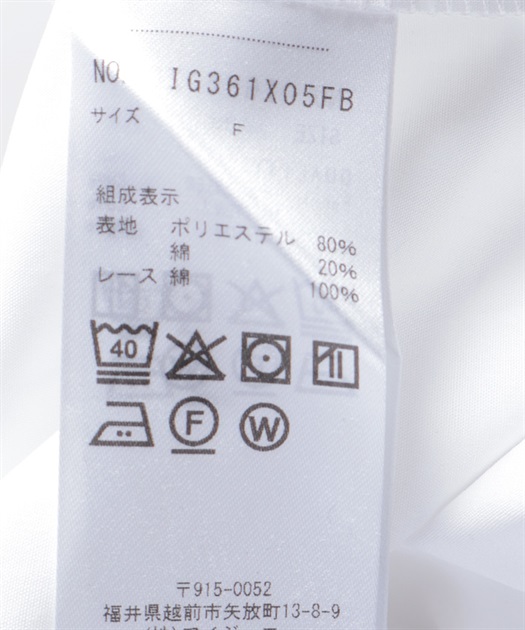 NO. IG361X05FB
サイズ
F
組成表示
表地 ポリエステル 80%
綿 20%
レース 綿 100%
40
F W
〒915-0052
福井県越前市矢放町13-8-9